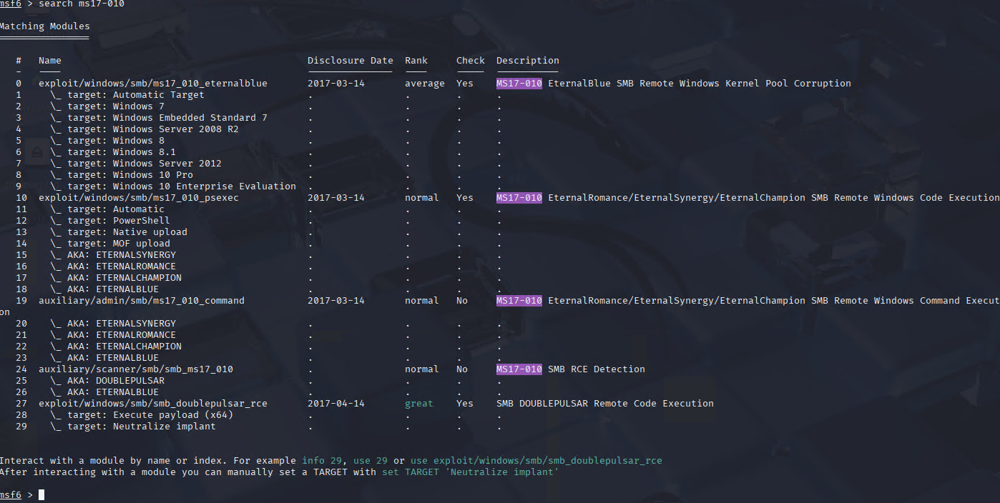 msf6 > search ms17-010
Matching Modules
================
# Name Disclosure Date Rank Check Description
- ---- --------------- ---- ----- -----------
0 exploit/windows/smb/ms17_010_eternalblue 2017-03-14 average Yes MS17-010 EternalBlue SMB Remote Windows Kernel Pool Corruption
1 \_ target: Automatic Target . . . .
2 \_ target: Windows 7 . . . .
3 \_ target: Windows Embedded Standard 7 . . . .
4 \_ target: Windows Server 2008 R2 . . . .
5 \_ target: Windows 8 . . . .
6 \_ target: Windows 8.1 . . . .
7 \_ target: Windows Server 2012 . . . .
8 \_ target: Windows 10 Pro . . . .
9 \_ target: Windows 10 Enterprise Evaluation . . . .
10 exploit/windows/smb/ms17_010_psexec 2017-03-14 normal Yes MS17-010 EternalRomance/EternalSynergy/EternalChampion SMB Remote Windows Code Execution
11 \_ target: Automatic . . . .
12 \_ target: PowerShell . . . .
13 \_ target: Native upload . . . .
14 \_ target: MOF upload . . . .
15 \_ AKA: ETERNALSYNERGY . . . .
16 \_ AKA: ETERNALROMANCE . . . .
17 \_ AKA: ETERNALCHAMPION . . . .
18 \_ AKA: ETERNALBLUE . . . .
19 auxiliary/admin/smb/ms17_010_command 2017-03-14 normal No MS17-010 EternalRomance/EternalSynergy/EternalChampion SMB Remote Windows Command Execut
on
20 \_ AKA: ETERNALSYNERGY . . . .
21 \_ AKA: ETERNALROMANCE . . . .
22 \_ AKA: ETERNALCHAMPION . . . .
23 \_ AKA: ETERNALBLUE . . . .
24 auxiliary/scanner/smb/smb_ms17_010 . normal No MS17-010 SMB RCE Detection
25 \_ AKA: DOUBLEPULSAR . . . .
26 \_ AKA: ETERNALBLUE . . . .
27 exploit/windows/smb/smb_doublepulsar_rce 2017-04-14 great Yes SMB DOUBLEPULSAR Remote Code Execution
28 \_ target: Execute payload (x64) . . . .
29 \_ target: Neutralize implant . . . .
Interact with a module by name or index. For example info 29, use 29 or use exploit/windows/smb/smb_doublepulsar_rce
After interacting with a module you can manually set a TARGET with set TARGET 'Neutralize implant'
msf6 >